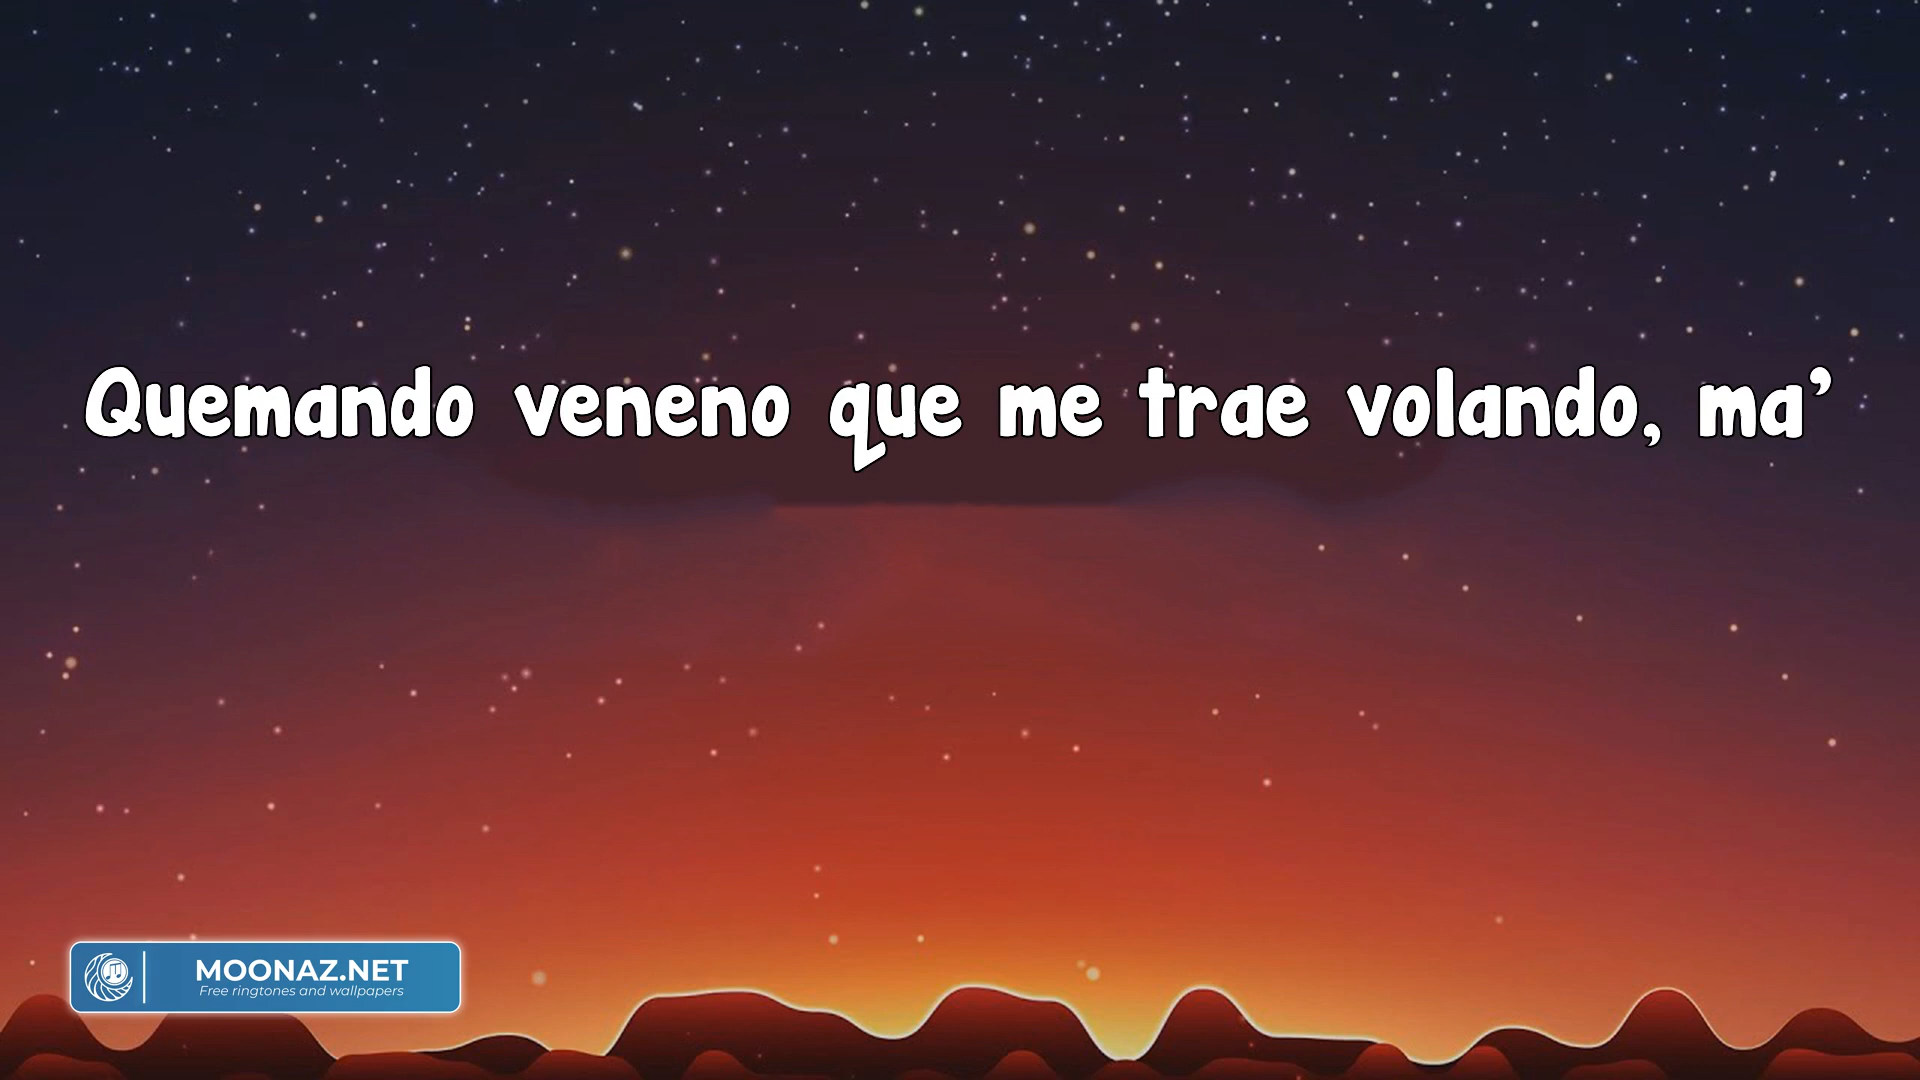 Quemando veneno que me trae volando, ma’
MOONAZ.NET
Free ringtones and wallpapers